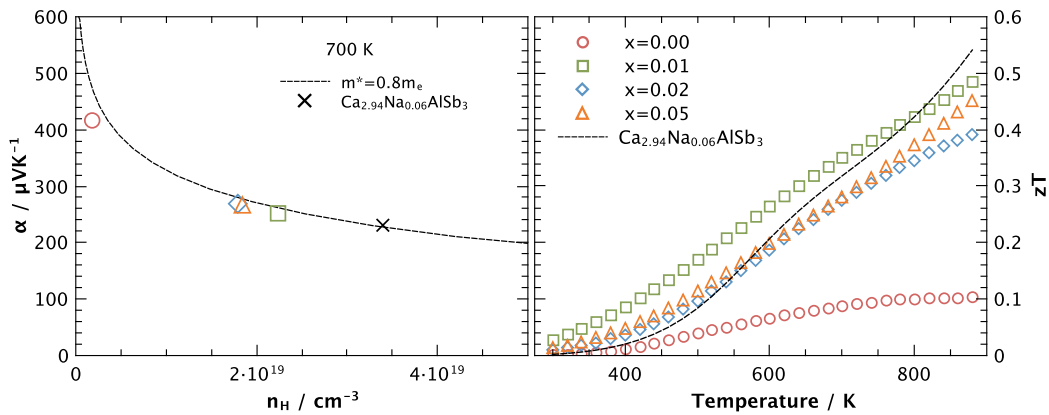 600
500
400
300
200
100
0
α / μVK⁻¹
700 K
m*=0.8mₑ
Ca₂.₉₄Na₀.₀₆AlSb₃
0
2·10¹⁹
4·10¹⁹
n_H / cm⁻³
x=0.00
x=0.01
x=0.02
x=0.05
Ca₂.₉₄Na₀.₀₆AlSb₃
400
600
800
Temperature / K
0.6
0.5
0.4
0.3
0.2
0.1
0
zT